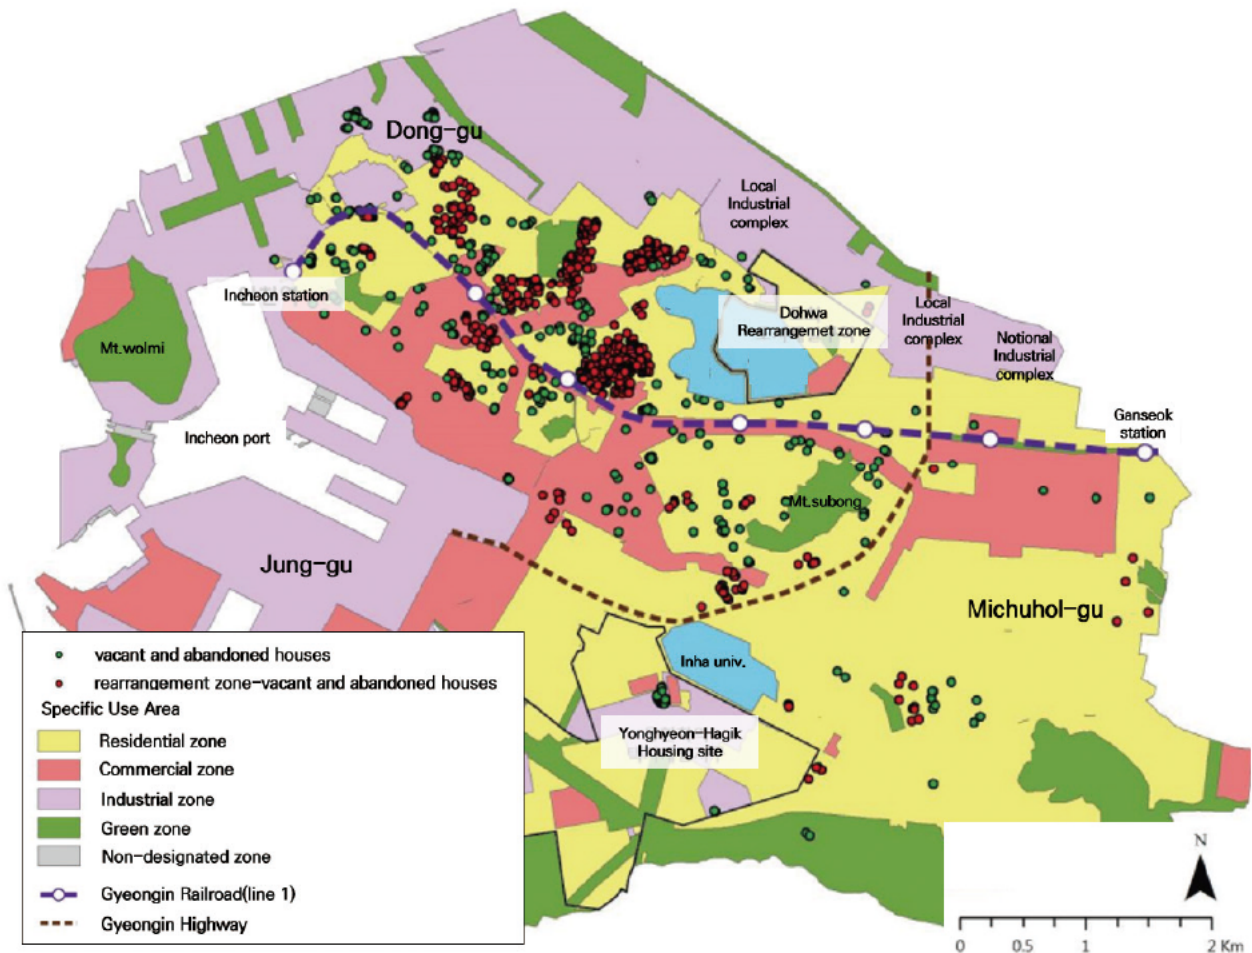 Dong-gu
Local
Industrial
complex
Incheon station
Dohwa
Rearrangemet zone
Local
Industrial
complex
Notional
Industrial
complex
Mt.wolmi
Incheon port
Ganseok
station
Mt.subong
Jung-gu
Michuhol-gu
Inha univ.
Yonghyeon-Hagik
Housing site
vacant and abandoned houses
rearrangement zone-vacant and abandoned houses
Specific Use Area
Residential zone
Commercial zone
Industrial zone
Green zone
Non-designated zone
Gyeongin Railroad(line 1)
Gyeongin Highway
N
0 0.5 1 2 Km